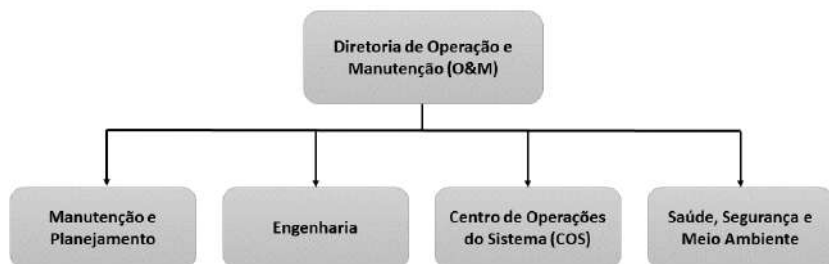 Diretoria de Operação e
Manutenção (O&M)
Manutenção e
Planejamento
Engenharia
Centro de Operações
do Sistema (COS)
Saúde, Segurança e
Meio Ambiente